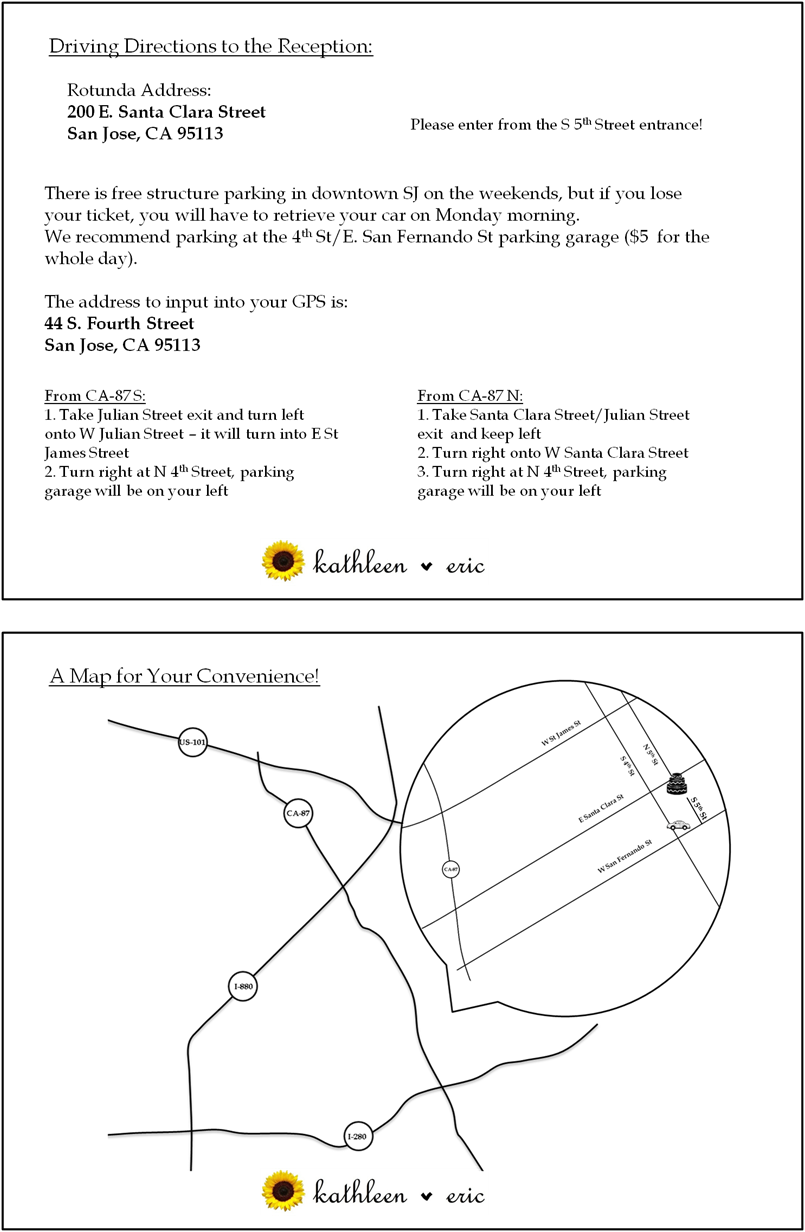 Driving Directions to the Reception:
Rotunda Address:
200 E. Santa Clara Street
San Jose, CA 95113
Please enter from the S 5th Street entrance!
There is free structure parking in downtown SJ on the weekends, but if you lose
your ticket, you will have to retrieve your car on Monday morning.
We recommend parking at the 4th St/E. San Fernando St parking garage ($5 for the
whole day).
The address to input into your GPS is:
44 S. Fourth Street
San Jose, CA 95113
From CA-87 S:
1. Take Julian Street exit and turn left
onto W Julian Street – it will turn into E St
James Street
2. Turn right at N 4th Street, parking
garage will be on your left
From CA-87 N:
1. Take Santa Clara Street/Julian Street
exit and keep left
2. Turn right onto W Santa Clara Street
3. Turn right at N 4th Street, parking
garage will be on your left
kathleen ♥ eric
A Map for Your Convenience!
US-101
CA-87
I-880
I-280
W St James St
S 4th St
N 5th St
E Santa Clara St
S 5th St
W San Fernando St
CA-87
kathleen ♥ eric